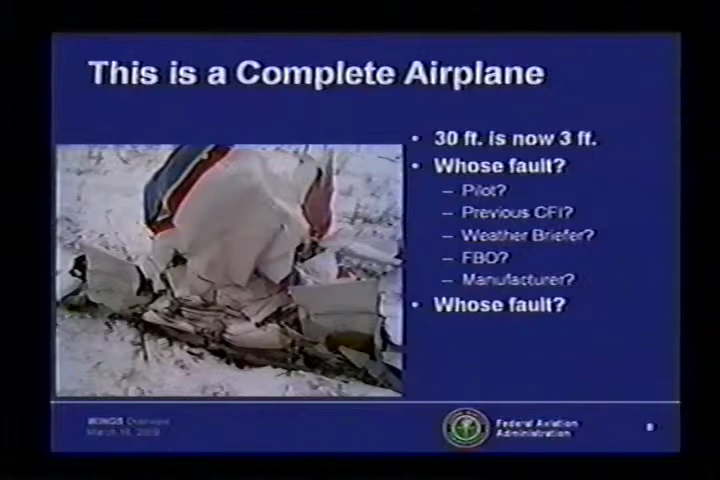 This is a Complete Airplane
• 30 ft. is now 3 ft.
• Whose fault?
– Pilot?
– Previous CFI?
– Weather Briefer?
– FBO?
– Manufacturer?
• Whose fault?
WINGS Overview
Federal Aviation
Administration
8